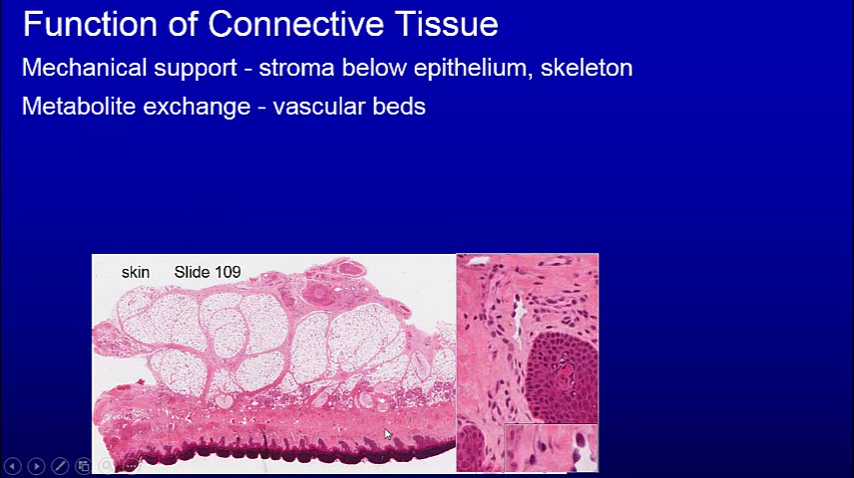 Function of Connective Tissue
Mechanical support - stroma below epithelium, skeleton
Metabolite exchange - vascular beds
skin Slide 109